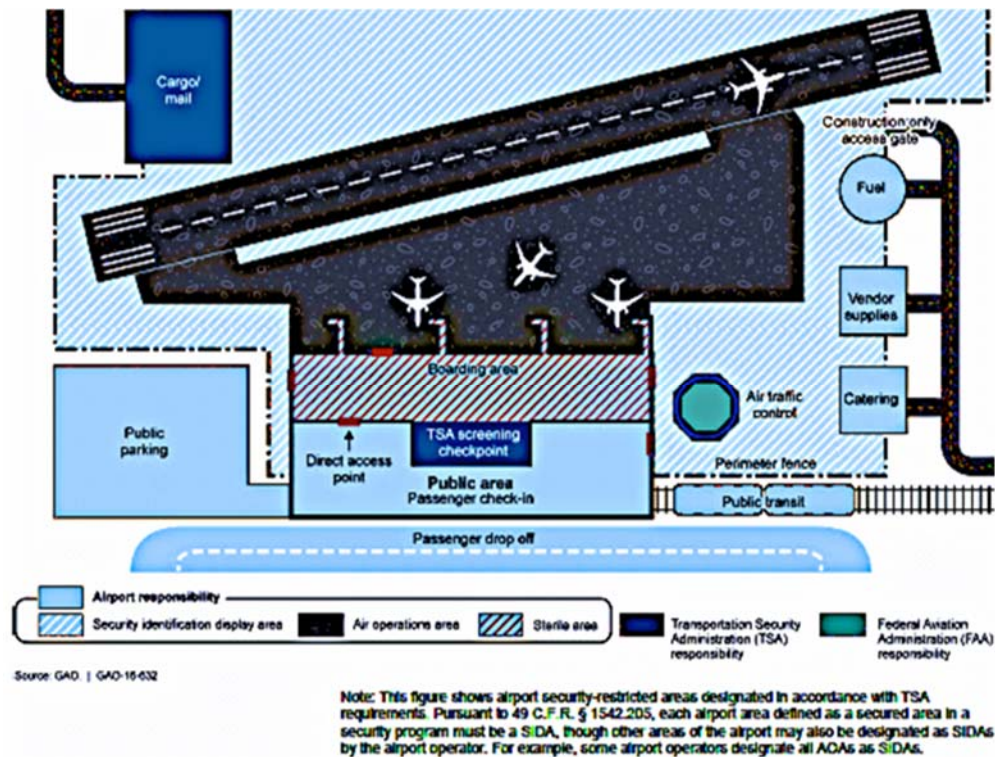 Cargo/
mail
Construction only
access gate
Fuel
Vendor
supplies
Boarding area
Air traffic
control
Catering
Public
parking
TSA screening
checkpoint
Direct access
point
Public area
Passenger check-in
Perimeter fence
Public transit
Passenger drop off
Airport responsibility
Security identification display area
Air operations area
Sterile area
Transportation Security
Administration (TSA)
responsibility
Federal Aviation
Administration (FAA)
responsibility
Source: GAO. | GAO-16-632
Note: This figure shows airport security-restricted areas designated in accordance with TSA
requirements. Pursuant to 49 C.F.R. § 1542.205, each airport area defined as a secured area in a
security program must be a SIDA, though other areas of the airport may also be designated as SIDAs
by the airport operator. For example, some airport operators designate all AOAs as SIDAs.